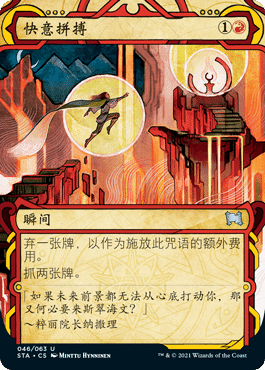 快意拼搏 1
瞬间
弃一张牌,以作为施放此咒语的额外费
用。
抓两张牌。
「如果未来前景都无法从心底打动你,那
又何必要来斯翠海文?」
～粹丽院长纳撒理
046/063 U
STA • CS MINTTU HYNNINEN
™ & © 2021 Wizards of the Coast